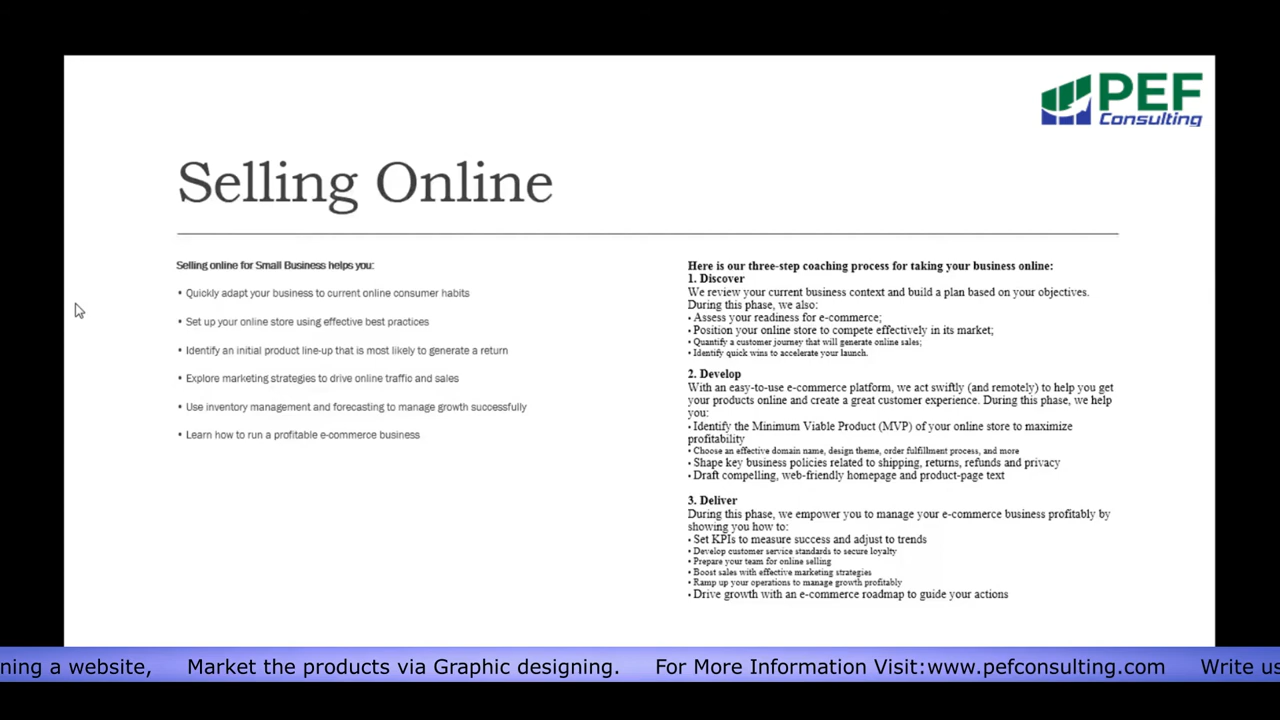 PEF
Consulting
Selling Online
Selling online for Small Business helps you:
• Quickly adapt your business to current online consumer habits
• Set up your online store using effective best practices
• Identify an initial product line-up that is most likely to generate a return
• Explore marketing strategies to drive online traffic and sales
• Use inventory management and forecasting to manage growth successfully
• Learn how to run a profitable e-commerce business
Here is our three-step coaching process for taking your business online:
1. Discover
We review your current business context and build a plan based on your objectives.
During this phase, we also:
• Assess your readiness for e-commerce;
• Position your online store to compete effectively in its market;
• Quantify a customer journey that will generate online sales;
• Identify quick wins to accelerate your launch.
2. Develop
With an easy-to-use e-commerce platform, we act swiftly (and remotely) to help you get
your products online and create a great customer experience. During this phase, we help
you:
• Identify the Minimum Viable Product (MVP) of your online store to maximize
profitability
• Choose an effective domain name, design theme, order fulfillment process, and more
• Shape key business policies related to shipping, returns, refunds and privacy
• Draft compelling, web-friendly homepage and product-page text
3. Deliver
During this phase, we empower you to manage your e-commerce business profitably by
showing you how to:
• Set KPIs to measure success and adjust to trends
• Develop customer service standards to secure loyalty
• Prepare your team for online selling
• Boost sales with effective marketing strategies
• Ramp up your operations to manage growth profitably
• Drive growth with an e-commerce roadmap to guide your actions
ning a website, Market the products via Graphic designing. For More Information Visit:www.pefconsulting.com Write us